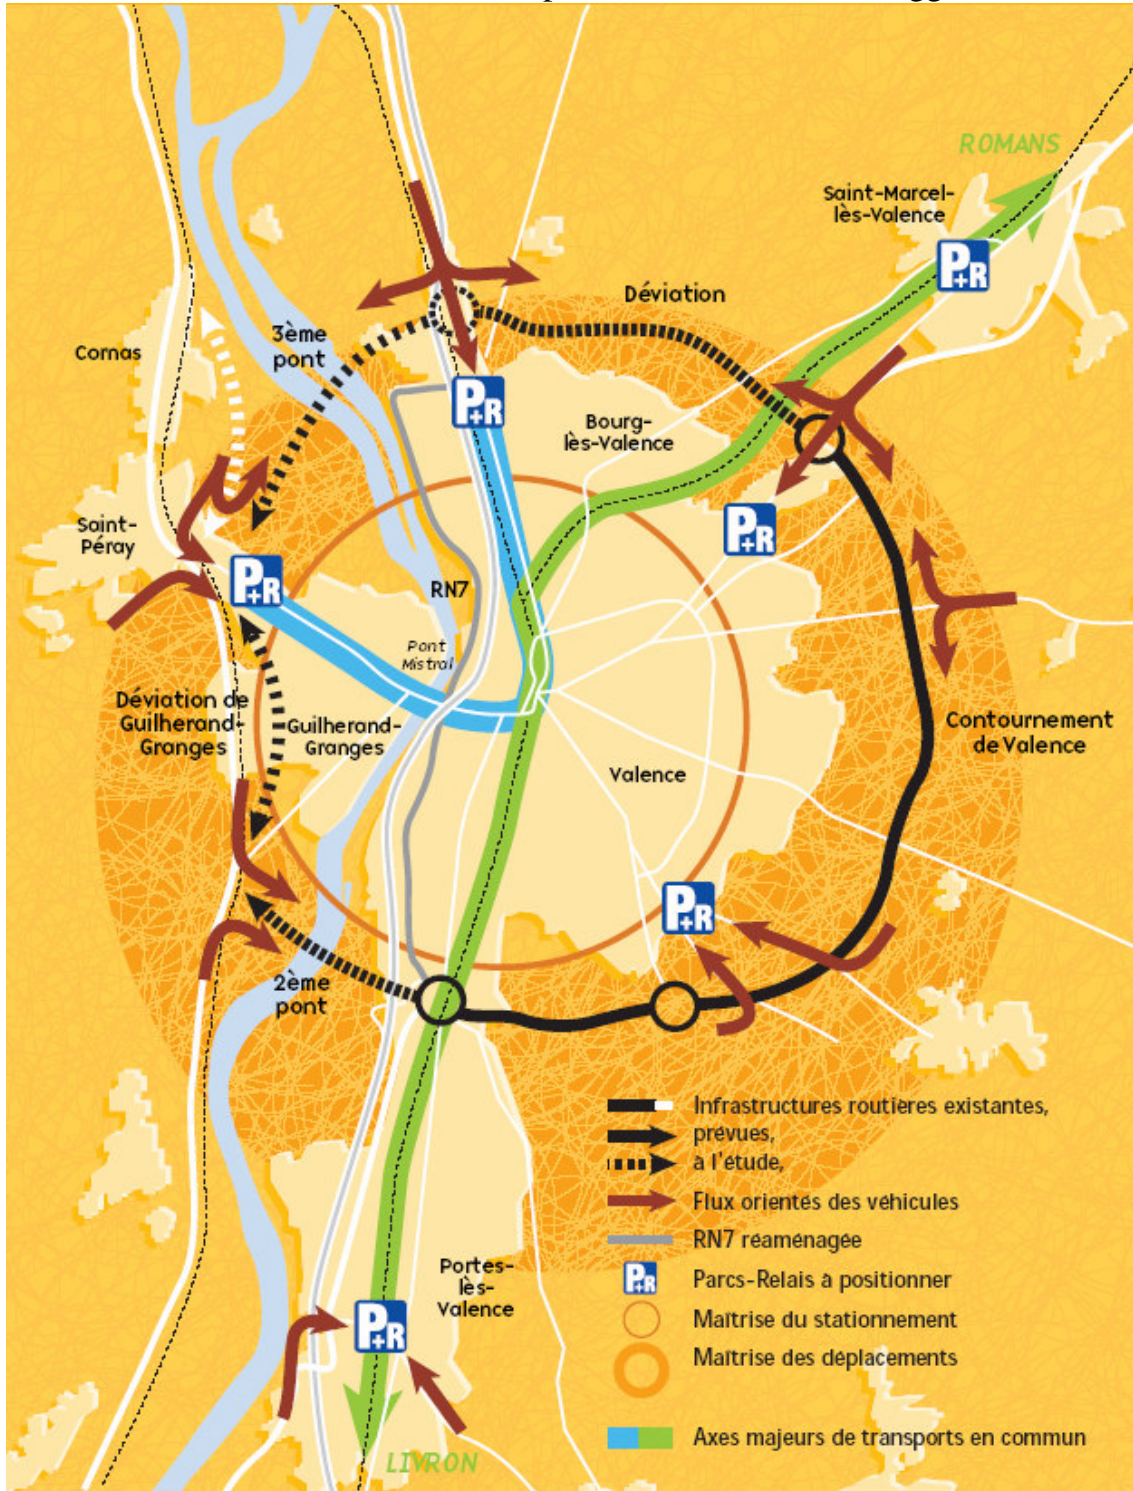 ROMANS
Saint-Marcel-
lès-Valence
P+R
Déviation
3ème
pont
Cornas
P+R
Bourg-
lès-Valence
Saint-
Péray
P+R
P+R
RN7
Pont
Mistral
Déviation de
Guilherand-
Granges
Guilherand-
Granges
Contournement
de Valence
Valence
P+R
2ème
pont
Infrastructures routières existantes,
prévues,
à l'étude,
Flux orientés des véhicules
RN7 réaménagée
P+R Parcs-Relais à positionner
Maîtrise du stationnement
Maîtrise des déplacements
Axes majeurs de transports en commun
Portes-
lès-
Valence
P+R
LIVRON